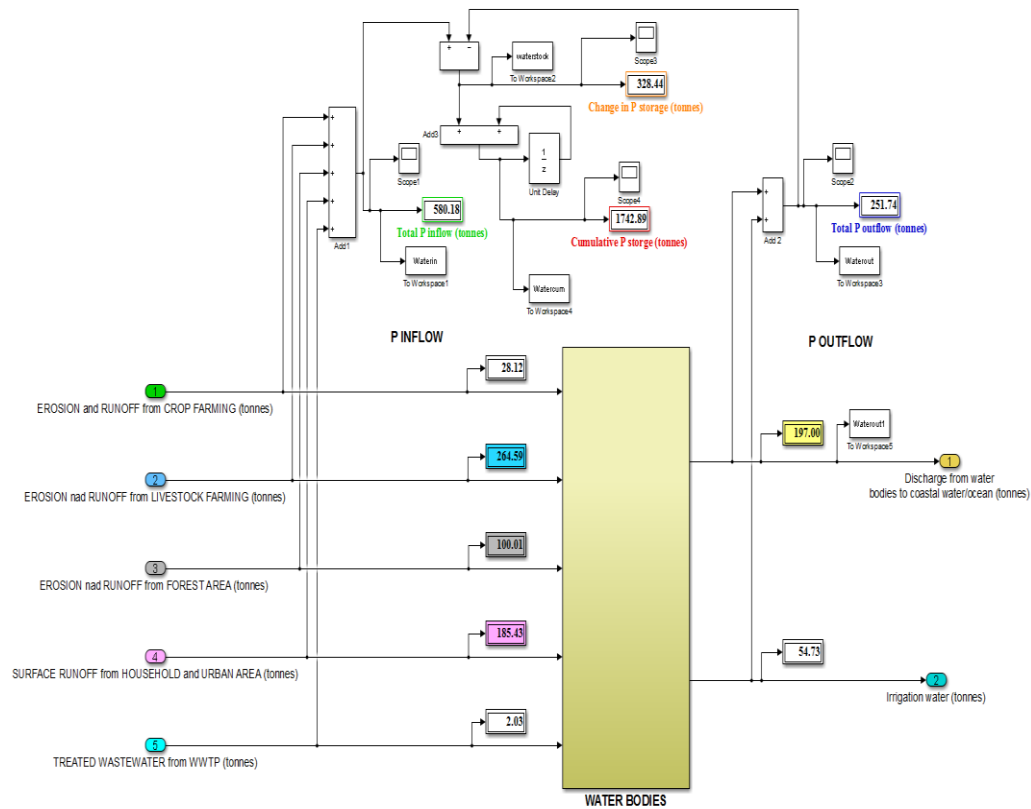 + −
waterstock
To Workspace2
Scope3
328.44
Change in P storage (tonnes)
Add3
+ +
1
z
Unit Delay
+
+
+
+
+
Add1
Scope1
580.18
Total P inflow (tonnes)
Waterin
To Workspace1
Scope4
1742.89
Cumulative P storge (tonnes)
Watercum
To Workspace4
+
+
Add 2
Scope2
251.74
Total P outflow (tonnes)
Waterout
To Workspace3
P INFLOW
P OUTFLOW
1
28.12
EROSION and RUNOFF from CROP FARMING (tonnes)
2
264.59
EROSION nad RUNOFF from LIVESTOCK FARMING (tonnes)
3
100.01
EROSION nad RUNOFF from FOREST AREA (tonnes)
4
185.43
SURFACE RUNOFF from HOUSEHOLD and URBAN AREA (tonnes)
5
2.03
TREATED WASTEWATER from WWTP (tonnes)
WATER BODIES
197.00
Waterout1
To Workspace5
1
Discharge from water
bodies to coastal water/ocean (tonnes)
54.73
2
Irrigation water (tonnes)